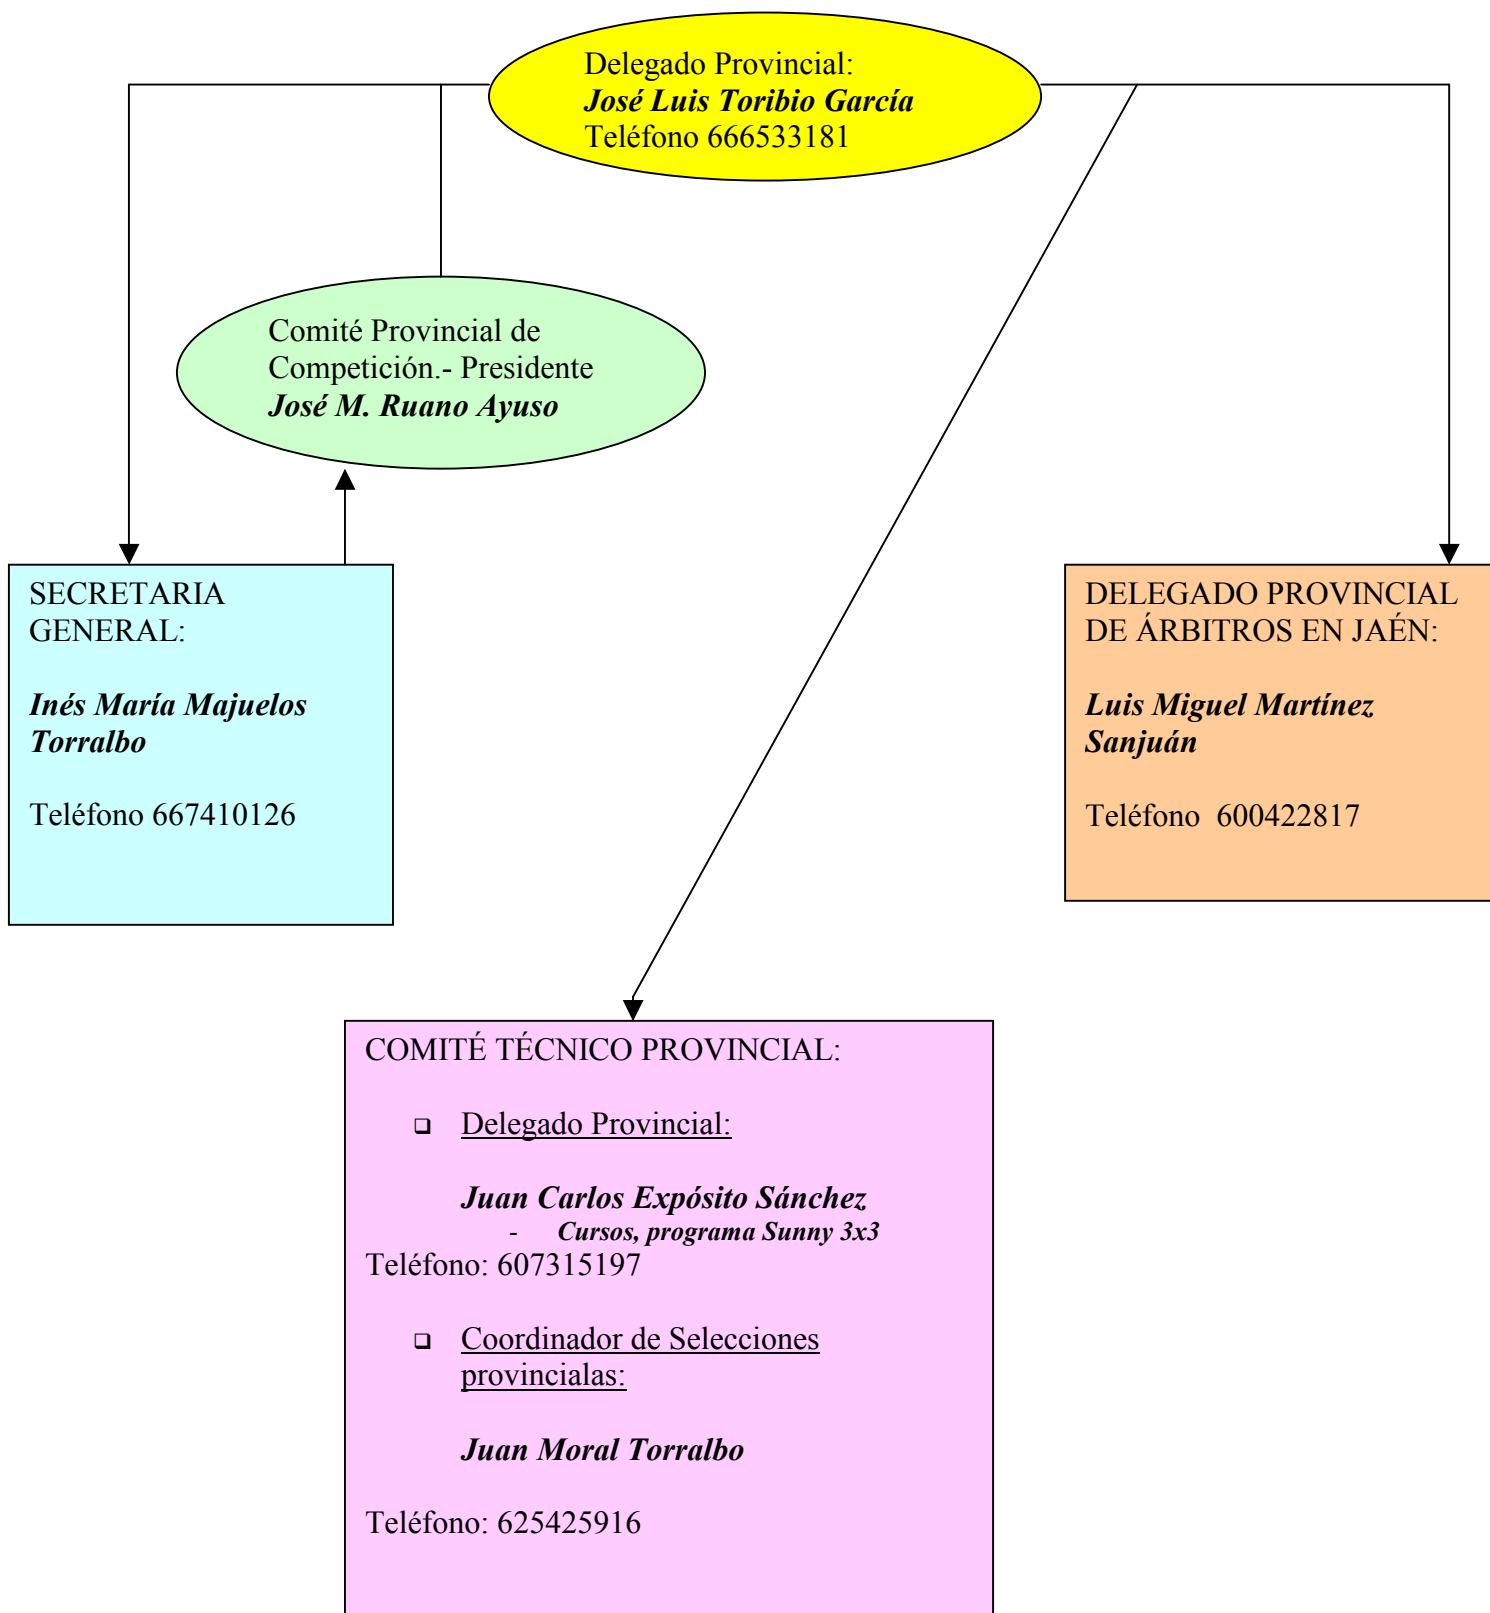 Delegado Provincial:
José Luis Toribio García
Teléfono 666533181
Comité Provincial de
Competición.- Presidente
José M. Ruano Ayuso
SECRETARIA
GENERAL:
Inés María Majuelos
Torralbo
Teléfono 667410126
DELEGADO PROVINCIAL
DE ÁRBITROS EN JAÉN:
Luis Miguel Martínez
Sanjuán
Teléfono  600422817
COMITÉ TÉCNICO PROVINCIAL:
❑ Delegado Provincial:
Juan Carlos Expósito Sánchez
- Cursos, programa Sunny 3x3
Teléfono: 607315197
❑ Coordinador de Selecciones
provincialas:
Juan Moral Torralbo
Teléfono: 625425916